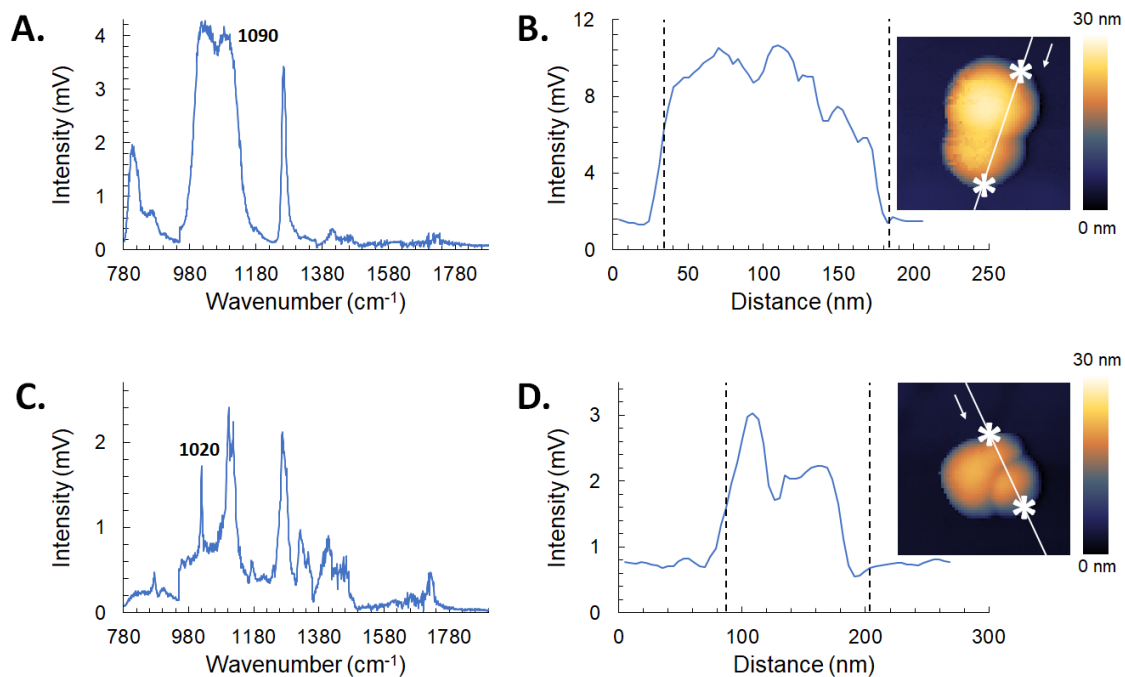 A.
Intensity (mV)
4
3
2
1
0
1090
780 980 1180 1380 1580 1780
Wavenumber (cm-1)
B.
Intensity (mV)
12
9
6
4
2
0
0 50 100 150 200 250
Distance (nm)
30 nm
0 nm
C.
Intensity (mV)
2
1
0
1020
780 980 1180 1380 1580 1780
Wavenumber (cm-1)
D.
Intensity (mV)
3
2
1
0
0 100 200 300
Distance (nm)
30 nm
0 nm